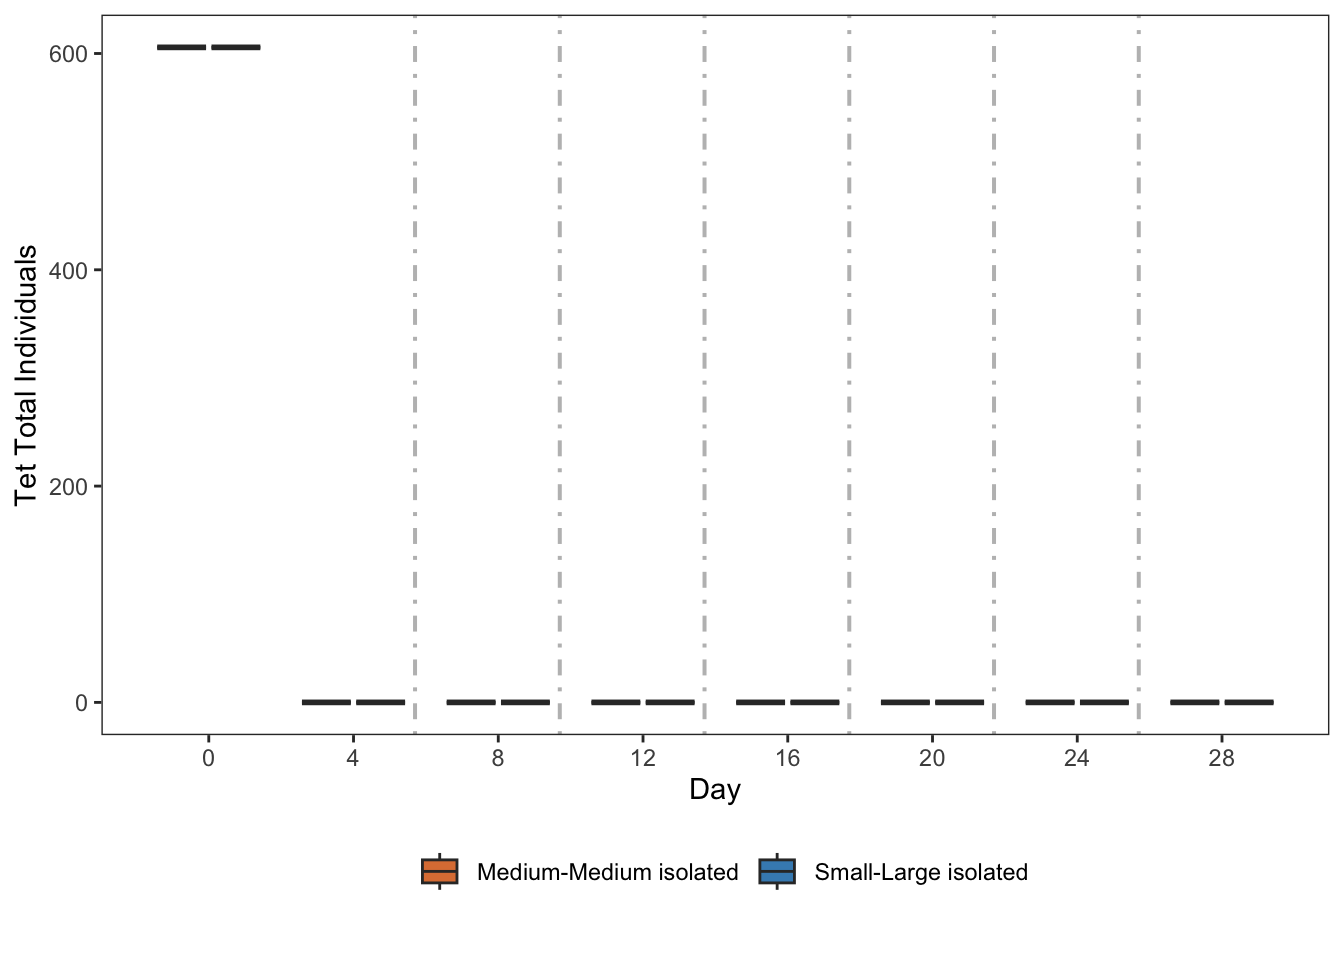 Tet Total Individuals
600
400
200
0
0 4 8 12 16 20 24 28
Day
Medium-Medium isolated Small-Large isolated